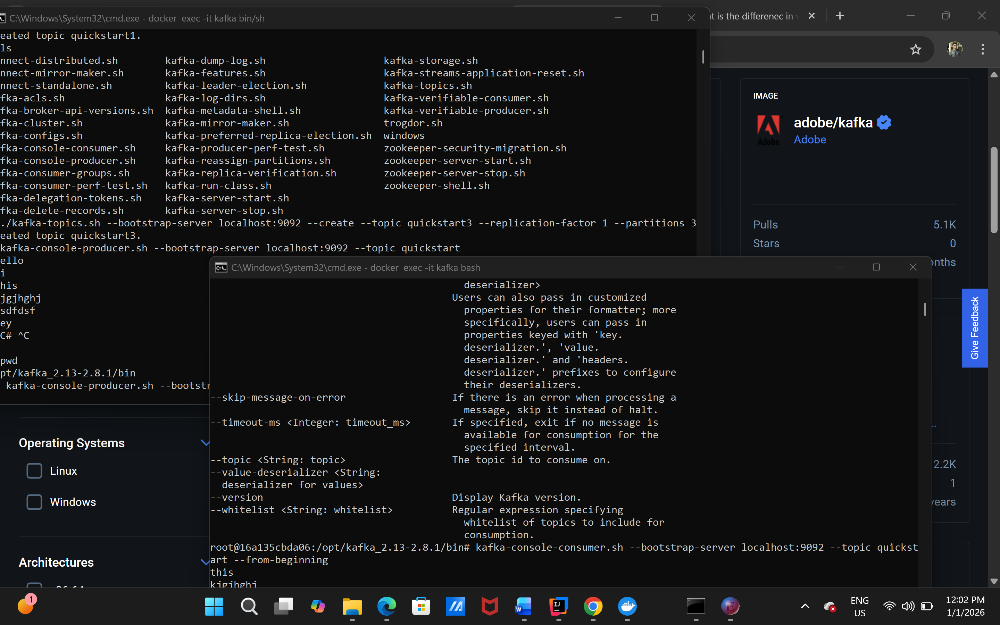 C:\Windows\System32\cmd.exe - docker  exec -it kafka bin/sh
t is the differenec in
eated topic quickstart1.
ls
nnect-distributed.sh        kafka-dump-log.sh                    kafka-storage.sh
nnect-mirror-maker.sh       kafka-features.sh                    kafka-streams-application-reset.sh
nnect-standalone.sh         kafka-leader-election.sh             kafka-topics.sh
fka-acls.sh                 kafka-log-dirs.sh                    kafka-verifiable-consumer.sh
fka-broker-api-versions.sh  kafka-metadata-shell.sh              kafka-verifiable-producer.sh
fka-cluster.sh              kafka-mirror-maker.sh                trogdor.sh
fka-configs.sh              kafka-preferred-replica-election.sh  windows
fka-console-consumer.sh     kafka-producer-perf-test.sh          zookeeper-security-migration.sh
fka-console-producer.sh     kafka-reassign-partitions.sh         zookeeper-server-start.sh
fka-consumer-groups.sh      kafka-replica-verification.sh        zookeeper-server-stop.sh
fka-consumer-perf-test.sh   kafka-run-class.sh                   zookeeper-shell.sh
fka-delegation-tokens.sh    kafka-server-start.sh
fka-delete-records.sh       kafka-server-stop.sh
./kafka-topics.sh --bootstrap-server localhost:9092 --create --topic quickstart3 --replication-factor 1 --partitions 3
eated topic quickstart3.
kafka-console-producer.sh --bootstrap-server localhost:9092 --topic quickstart
ello
i
his
jgjhghj
sdfdsf
ey
C# ^C
pwd
pt/kafka_2.13-2.8.1/bin
kafka-console-producer.sh --bootstr
IMAGE
Adobe
adobe/kafka
Adobe
Pulls 5.1K
Stars 0
onths
Give Feedback
2.2K
1
years
C:\Windows\System32\cmd.exe - docker  exec -it kafka bash
deserializer>
Users can also pass in customized
properties for their formatter; more
specifically, users can pass in
properties keyed with 'key.
deserializer.', 'value.
deserializer.' and 'headers.
deserializer.' prefixes to configure
their deserializers.
--skip-message-on-error                If there is an error when processing a
message, skip it instead of halt.
--timeout-ms <Integer: timeout_ms>     If specified, exit if no message is
available for consumption for the
specified interval.
--topic <String: topic>                The topic id to consume on.
--value-deserializer <String:
deserializer for values>
--version                              Display Kafka version.
--whitelist <String: whitelist>        Regular expression specifying
whitelist of topics to include for
consumption.
root@16a135cbda06:/opt/kafka_2.13-2.8.1/bin# kafka-console-consumer.sh --bootstrap-server localhost:9092 --topic quickst
art --from-beginning
this
kjgjhghj
Operating Systems
Linux
Windows
Architectures
1
ENG
US
12:02 PM
1/1/2026